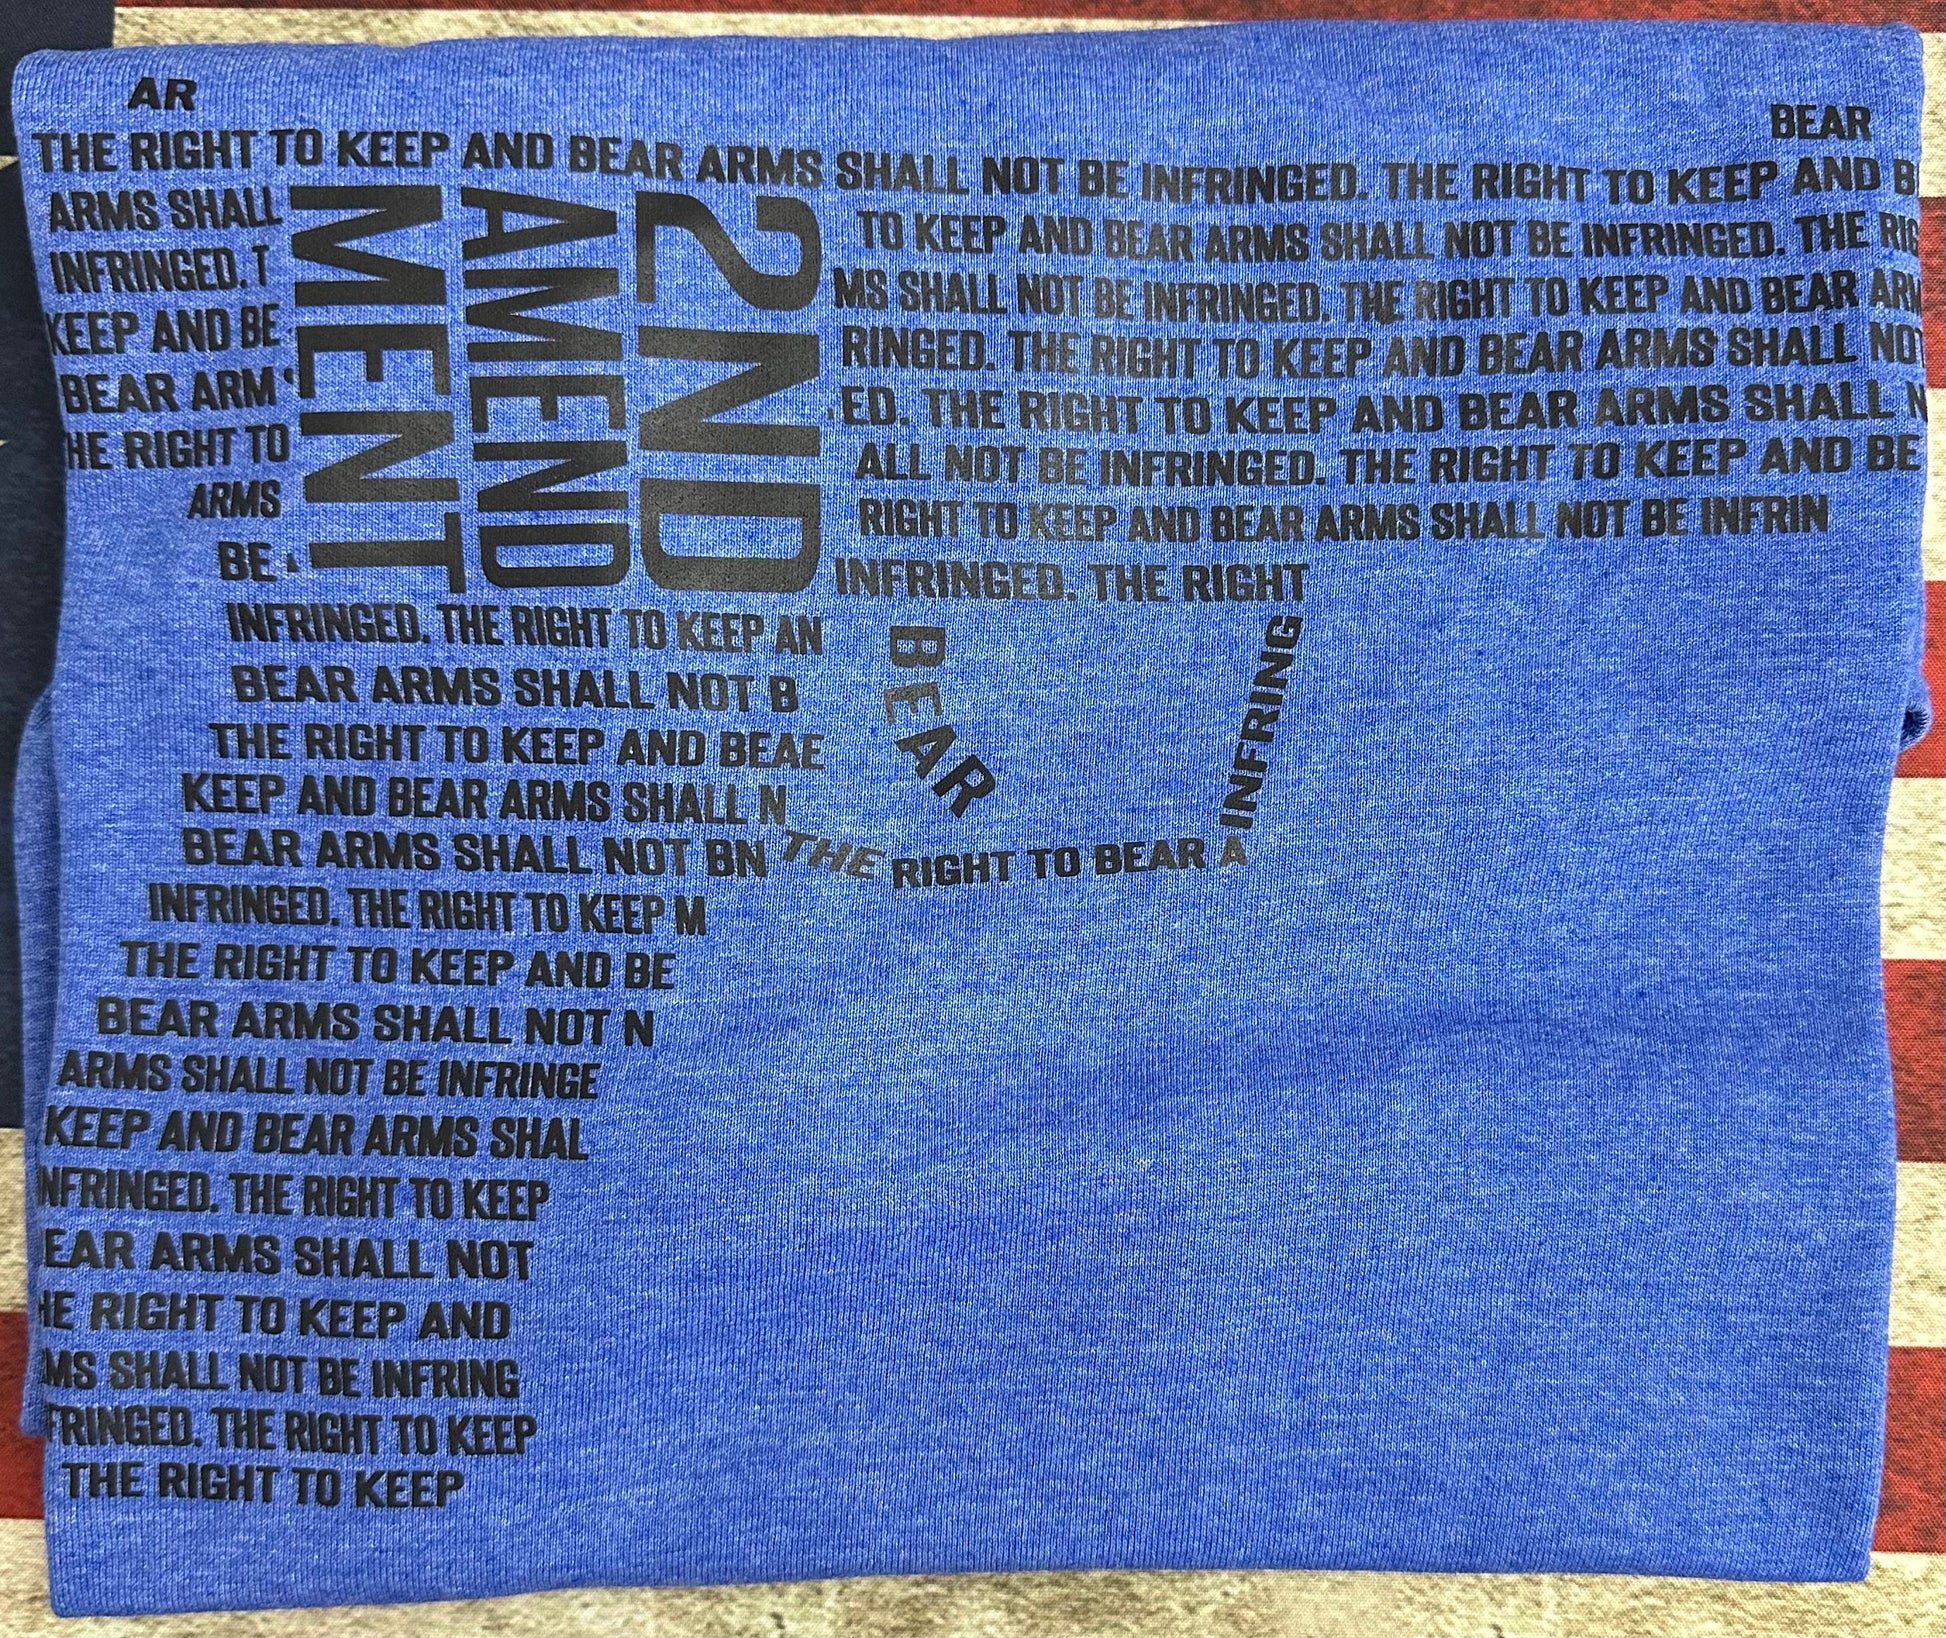 AR
BEAR
THE RIGHT TO KEEP AND BEAR ARMS SHALL NOT BE INFRINGED. THE RIGHT TO KEEP AND B
ARMS SHALL
INFRINGED. T
KEEP AND BE
BEAR ARM
THE RIGHT TO
ARMS
BE
2ND
AMEND
MENT
TO KEEP AND BEAR ARMS SHALL NOT BE INFRINGED. THE RIG
MS SHALL NOT BE INFRINGED. THE RIGHT TO KEEP AND BEAR ARM
RINGED. THE RIGHT TO KEEP AND BEAR ARMS SHALL NOT
ED. THE RIGHT TO KEEP AND BEAR ARMS SHALL N
ALL NOT BE INFRINGED. THE RIGHT TO KEEP AND BE
RIGHT TO KEEP AND BEAR ARMS SHALL NOT BE INFRIN
INFRINGED. THE RIGHT
INFRINGED. THE RIGHT TO KEEP AN
BEAR ARMS SHALL NOT B
THE RIGHT TO KEEP AND BEAE
KEEP AND BEAR ARMS SHALL N
BEAR ARMS SHALL NOT BN
BEAR
THE RIGHT TO BEAR A
INFRING
INFRINGED. THE RIGHT TO KEEP M
THE RIGHT TO KEEP AND BE
BEAR ARMS SHALL NOT N
ARMS SHALL NOT BE INFRINGE
KEEP AND BEAR ARMS SHAL
INFRINGED. THE RIGHT TO KEEP
EAR ARMS SHALL NOT
HE RIGHT TO KEEP AND
MS SHALL NOT BE INFRING
FRINGED. THE RIGHT TO KEEP
THE RIGHT TO KEEP